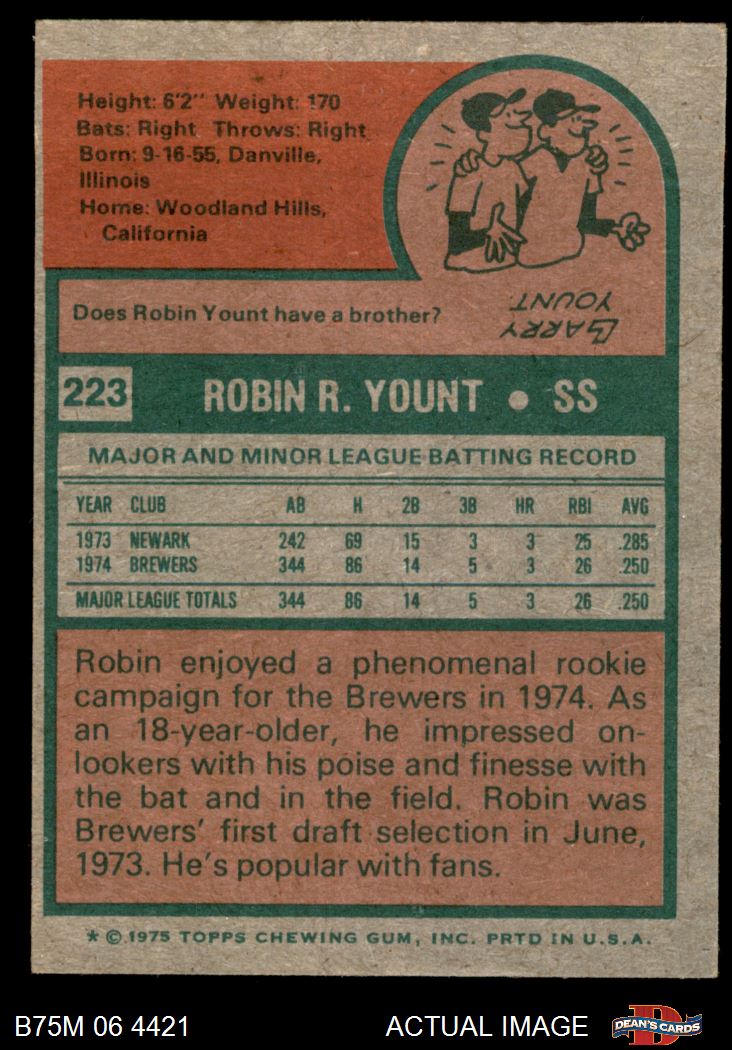 Height: 6'2" Weight: 170
Bats: Right Throws: Right
Born: 9-16-55, Danville,
Illinois
Home: Woodland Hills,
California
Does Robin Yount have a brother?
LARRY
YOUNT.
223 ROBIN R. YOUNT • SS
MAJOR AND MINOR LEAGUE BATTING RECORD
YEAR CLUB AB H 2B 3B HR RBI AVG
1973 NEWARK 242 69 15 3 3 25 .285
1974 BREWERS 344 86 14 5 3 26 .250
MAJOR LEAGUE TOTALS 344 86 14 5 3 26 .250
Robin enjoyed a phenomenal rookie
campaign for the Brewers in 1974. As
an 18-year-older, he impressed on-
lookers with his poise and finesse with
the bat and in the field. Robin was
Brewers' first draft selection in June,
1973. He's popular with fans.
* © 1975 TOPPS CHEWING GUM, INC. PRTD IN U.S.A.
B75M 06 4421 ACTUAL IMAGE D DEAN'S CARDS